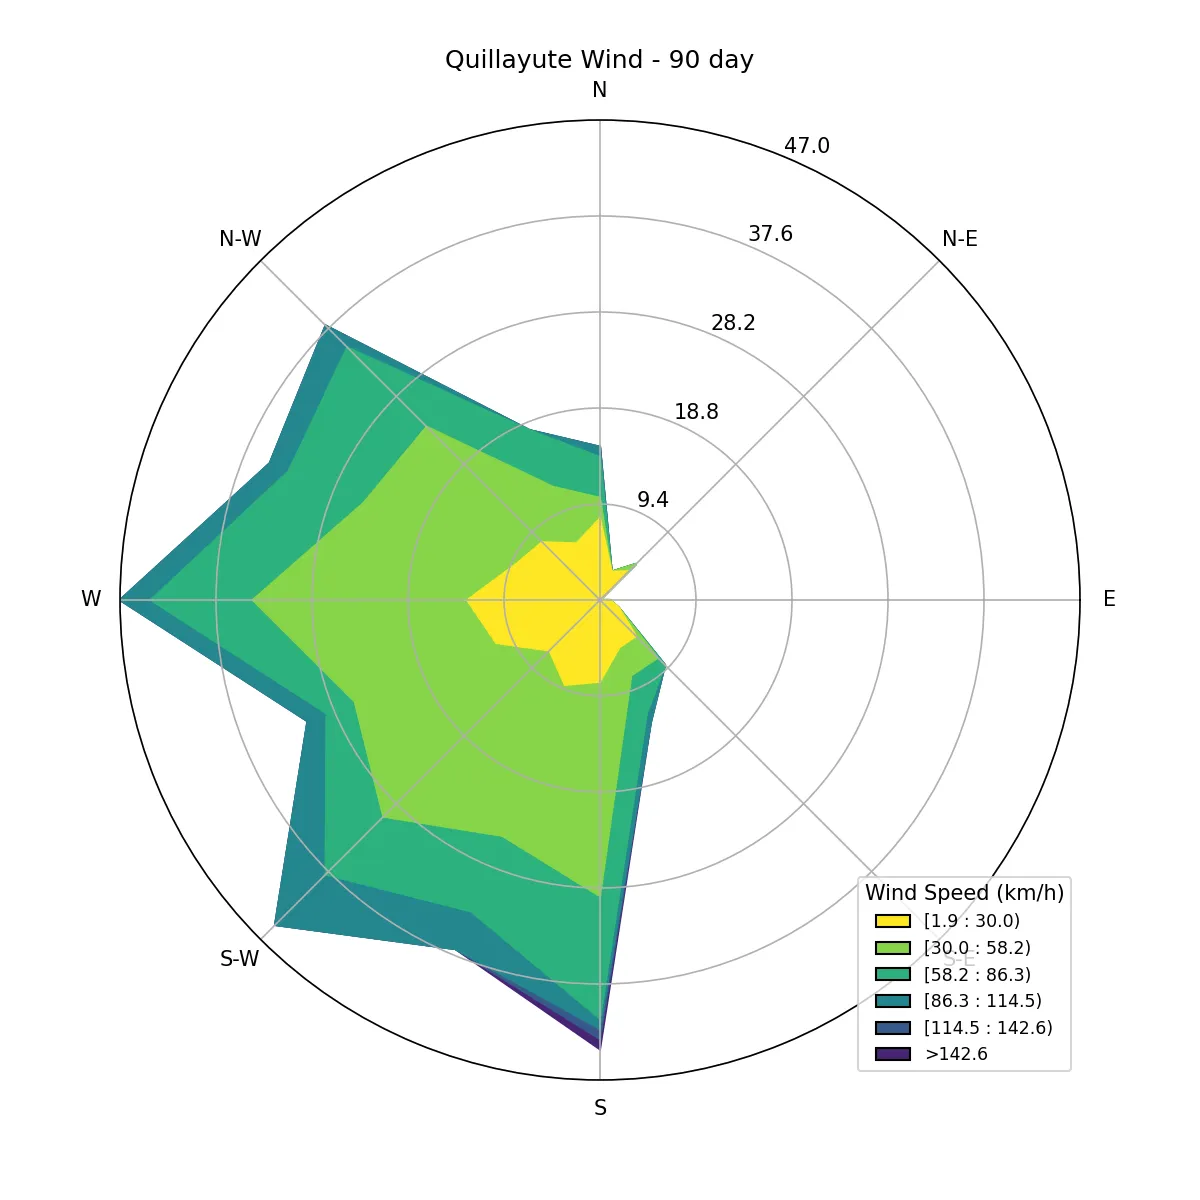 Quillayute Wind - 90 day
N
47.0
N-W
37.6
N-E
28.2
18.8
9.4
W
E
S-W
S-E
S
Wind Speed (km/h)
[1.9 : 30.0)
[30.0 : 58.2)
[58.2 : 86.3)
[86.3 : 114.5)
[114.5 : 142.6)
>142.6